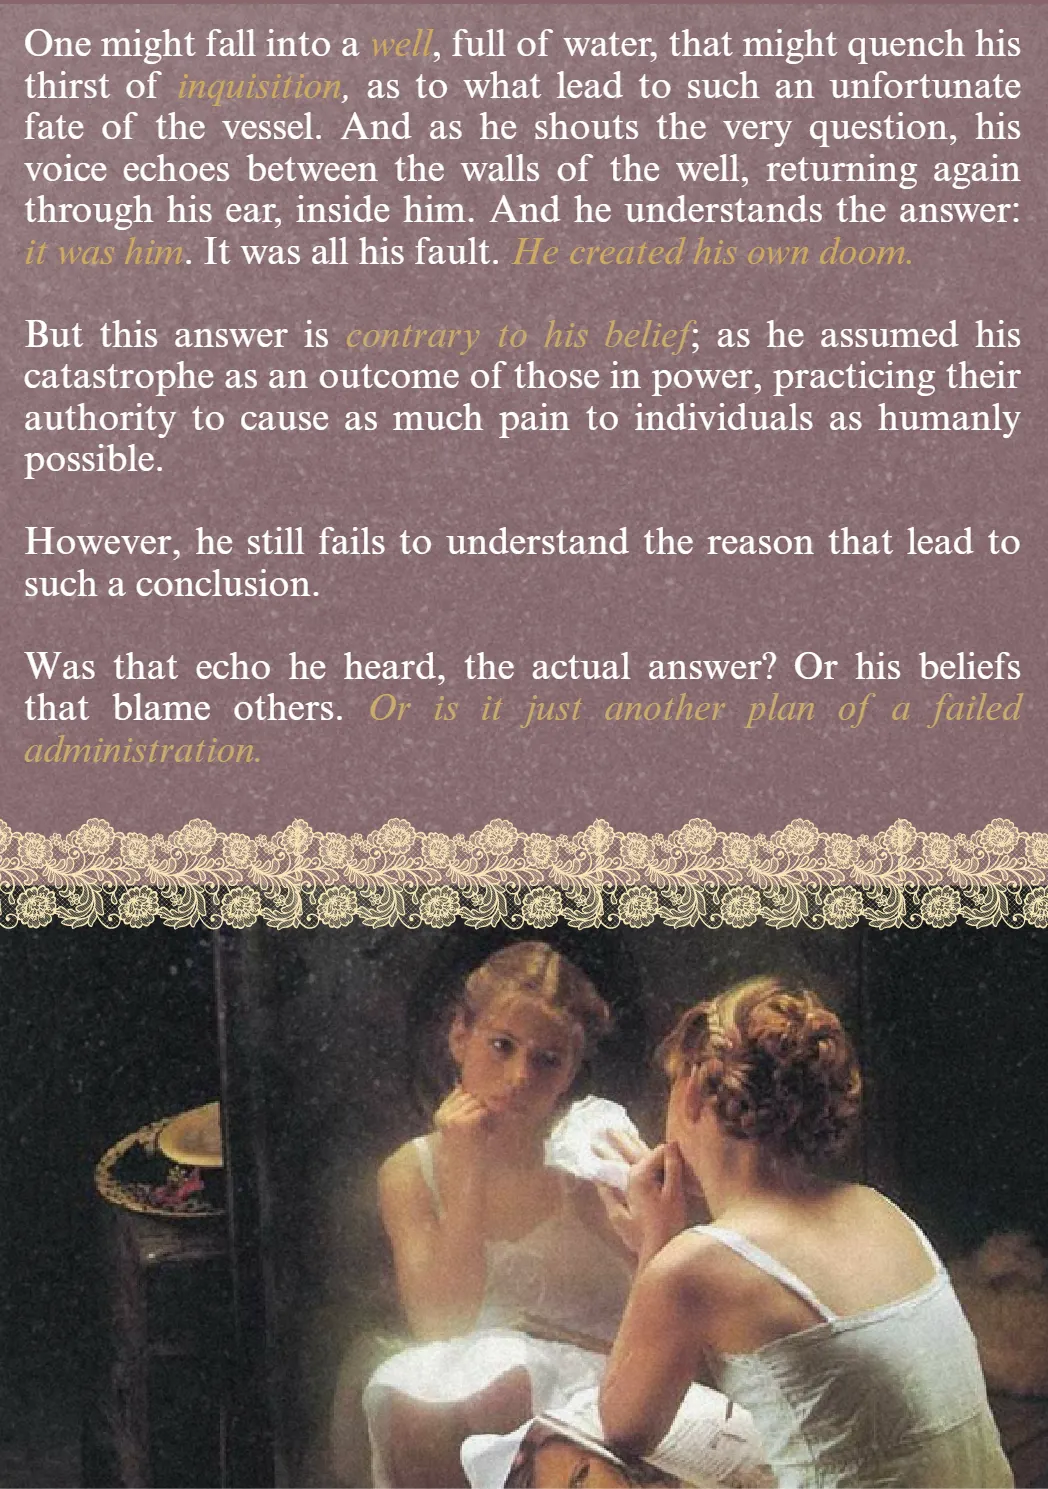 One might fall into a well, full of water, that might quench his
thirst of inquisition, as to what lead to such an unfortunate
fate of the vessel. And as he shouts the very question, his
voice echoes between the walls of the well, returning again
through his ear, inside him. And he understands the answer:
it was him. It was all his fault. He created his own doom.
But this answer is contrary to his belief; as he assumed his
catastrophe as an outcome of those in power, practicing their
authority to cause as much pain to individuals as humanly
possible.
However, he still fails to understand the reason that lead to
such a conclusion.
Was that echo he heard, the actual answer? Or his beliefs
that blame others. Or is it just another plan of a failed
administration.